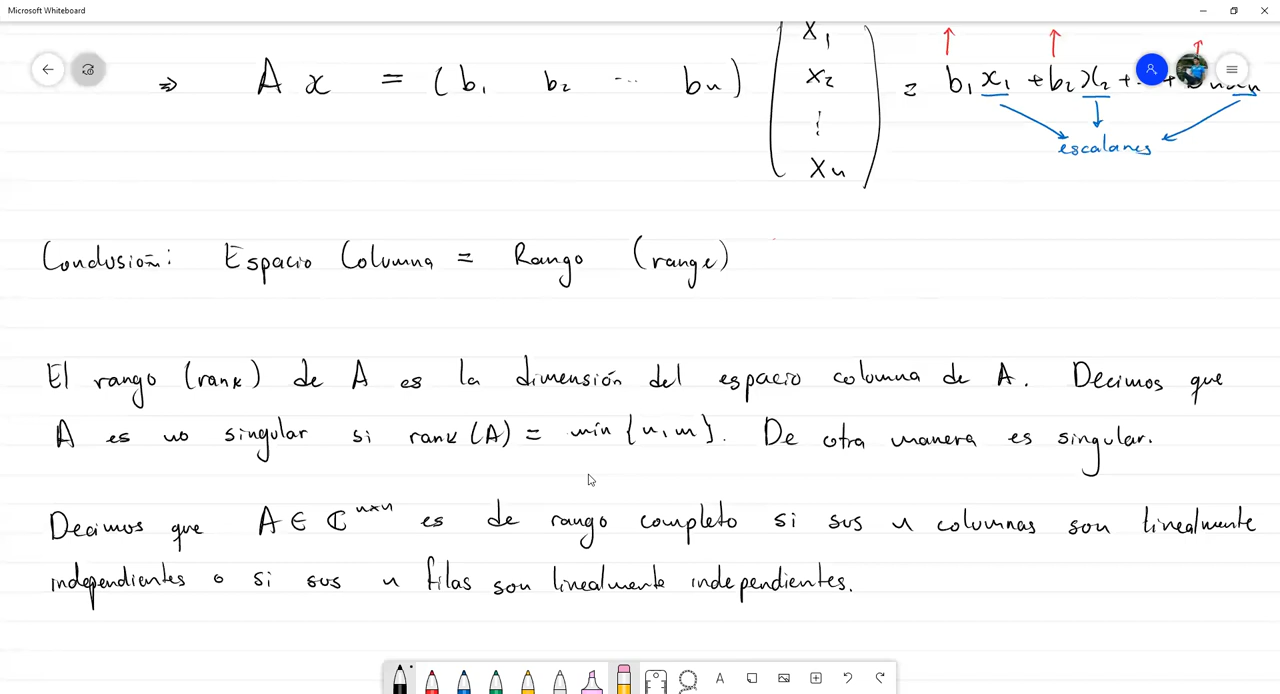 Microsoft Whiteboard
⇒ A x = (b₁ b₂ ... bₙ) (x₁ x₂ ⋮ xₙ) = b₁x₁ + b₂x₂ + ... + bₙxₙ
escalares
Conclusión: Espacio Columna = Rango (range)
El rango (rank) de A es la dimensión del espacio columna de A. Decimos que
A es no singular si rank(A) = min{n,m}. De otra manera es singular.
Decimos que A ∈ ℂⁿˣⁿ es de rango completo si sus n columnas son linealmente
independientes o si sus n filas son linealmente independientes.